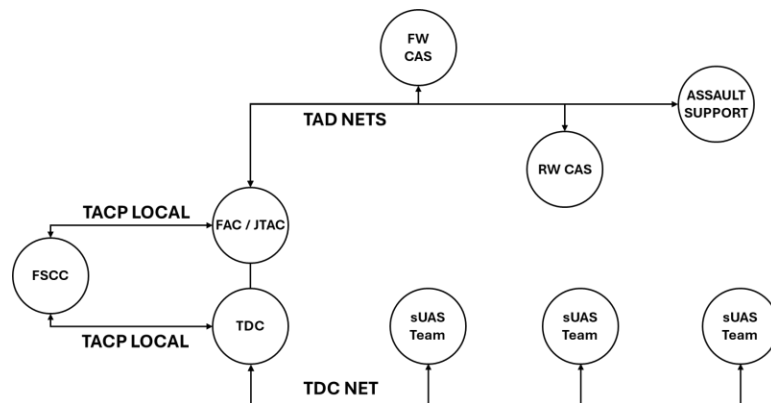 FW
CAS
ASSAULT
SUPPORT
TAD NETS
RW CAS
TACP LOCAL
FAC / JTAC
FSCC
TDC
sUAS
Team
sUAS
Team
sUAS
Team
TACP LOCAL
TDC NET